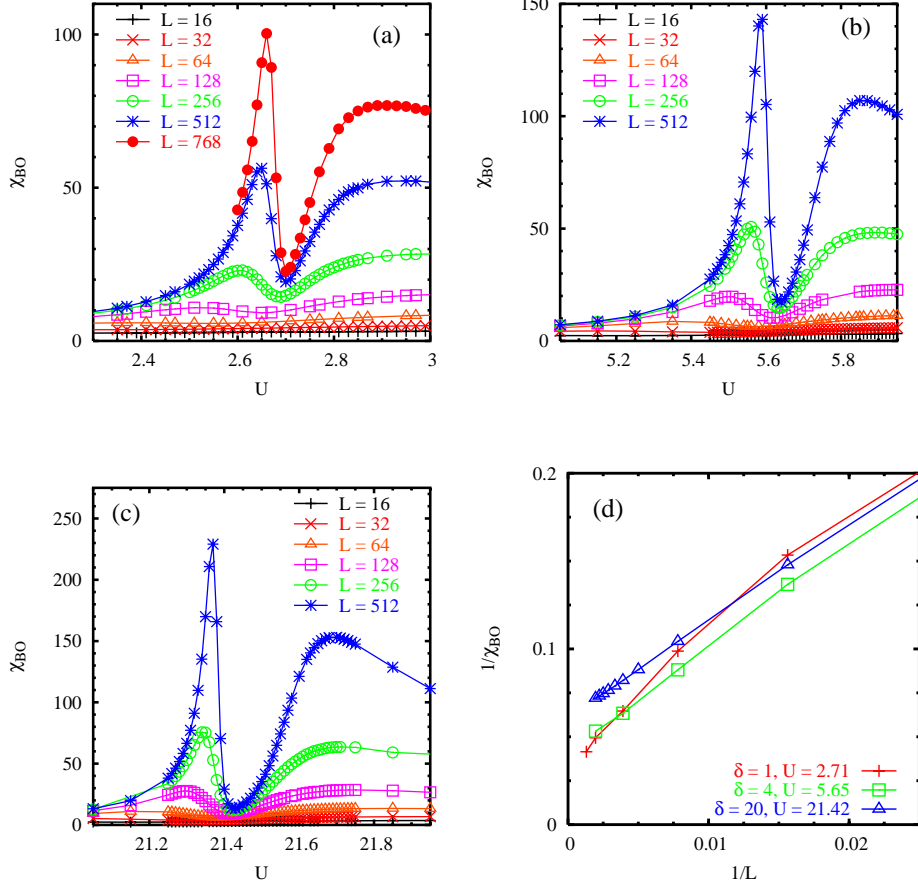 (a)
L = 16
L = 32
L = 64
L = 128
L = 256
L = 512
L = 768
100
50
0
χBO
2.4 2.6 2.8 3
U
(b)
L = 16
L = 32
L = 64
L = 128
L = 256
L = 512
150
100
50
0
χBO
5.2 5.4 5.6 5.8
U
(c)
L = 16
L = 32
L = 64
L = 128
L = 256
L = 512
250
200
150
100
50
0
χBO
21.2 21.4 21.6 21.8
U
(d)
0.2
0.1
0
1/χBO
δ = 1, U = 2.71
δ = 4, U = 5.65
δ = 20, U = 21.42
0 0.01 0.02
1/L